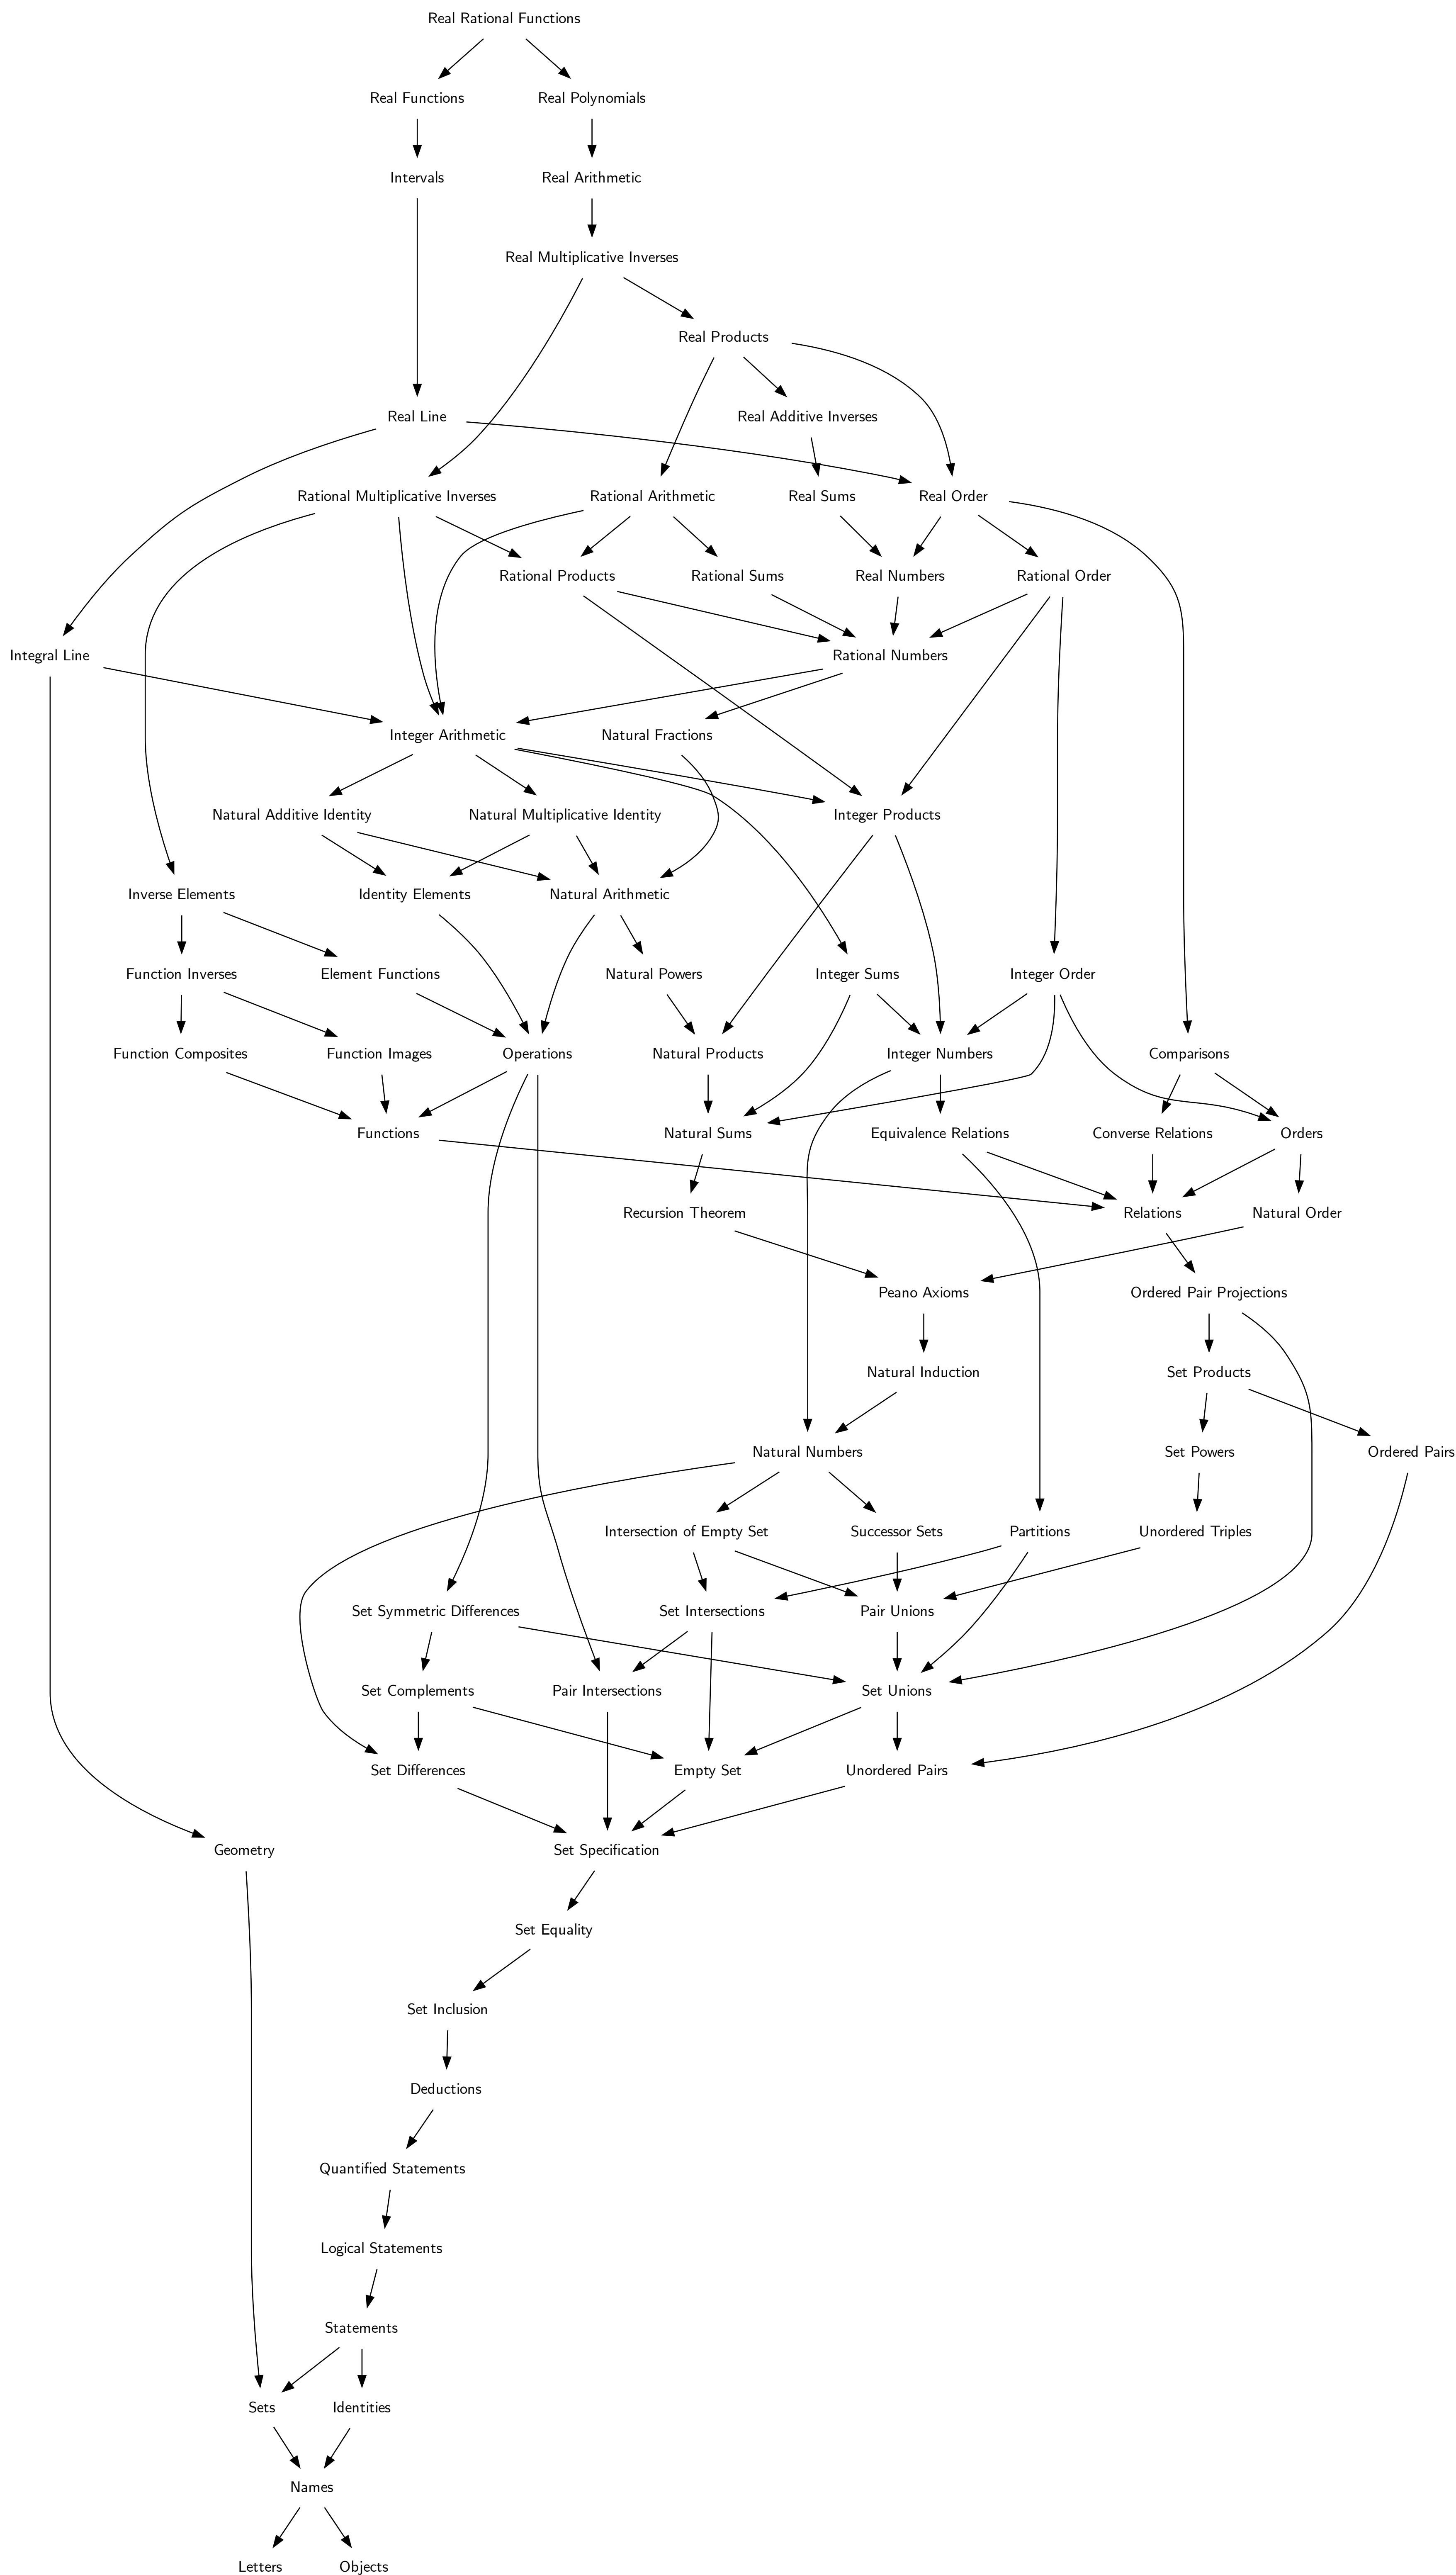 Real Rational Functions
Real Functions
Real Polynomials
Intervals
Real Arithmetic
Real Multiplicative Inverses
Real Products
Real Line
Real Additive Inverses
Rational Multiplicative Inverses
Rational Arithmetic
Real Sums
Real Order
Rational Products
Rational Sums
Real Numbers
Rational Order
Integral Line
Rational Numbers
Integer Arithmetic
Natural Fractions
Natural Additive Identity
Natural Multiplicative Identity
Integer Products
Inverse Elements
Identity Elements
Natural Arithmetic
Function Inverses
Element Functions
Natural Powers
Integer Sums
Integer Order
Function Composites
Function Images
Operations
Natural Products
Integer Numbers
Comparisons
Functions
Natural Sums
Equivalence Relations
Converse Relations
Orders
Recursion Theorem
Relations
Natural Order
Peano Axioms
Ordered Pair Projections
Natural Induction
Set Products
Natural Numbers
Set Powers
Ordered Pairs
Intersection of Empty Set
Successor Sets
Partitions
Unordered Triples
Set Symmetric Differences
Set Intersections
Pair Unions
Set Complements
Pair Intersections
Set Unions
Set Differences
Empty Set
Unordered Pairs
Geometry
Set Specification
Set Equality
Set Inclusion
Deductions
Quantified Statements
Logical Statements
Statements
Sets
Identities
Names
Letters
Objects